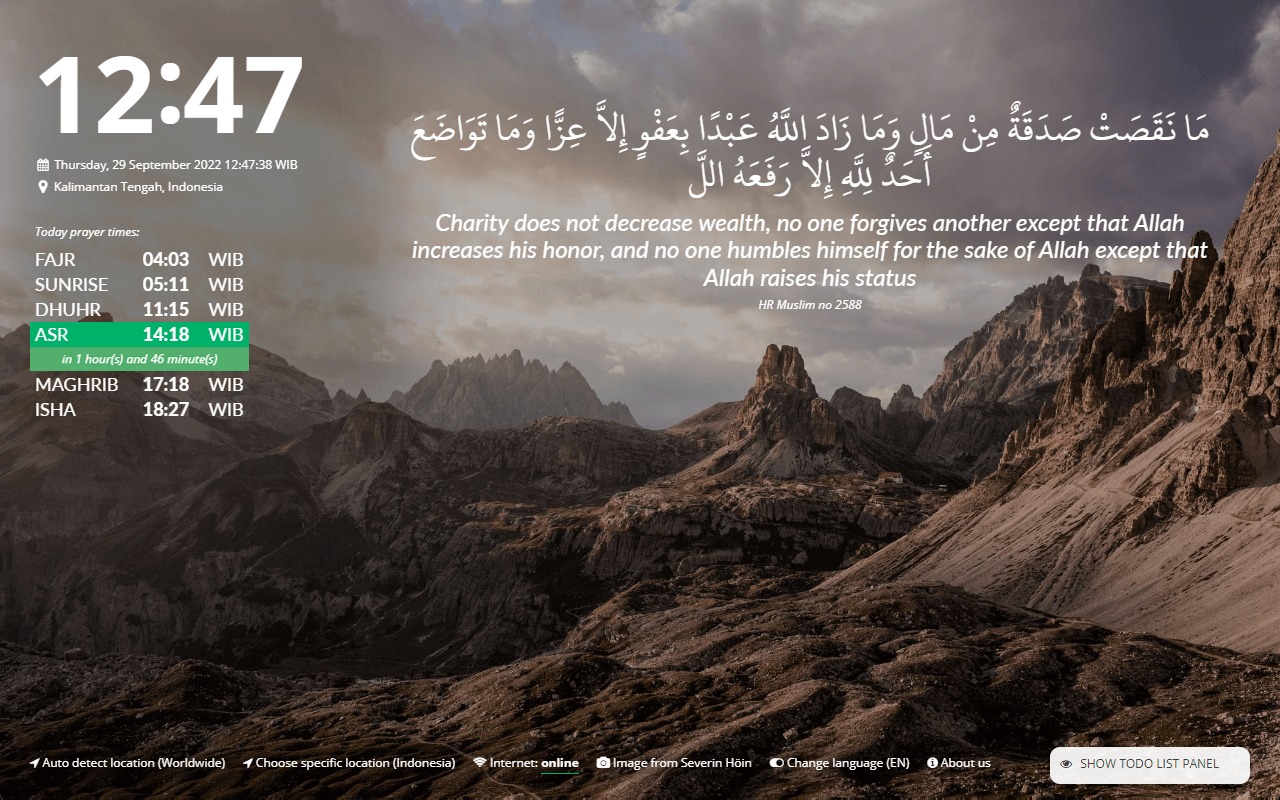 12:47
Thursday, 29 September 2022 12:47:38 WIB
Kalimantan Tengah, Indonesia
Today prayer times:
FAJR 04:03 WIB
SUNRISE 05:11 WIB
DHUHR 11:15 WIB
ASR 14:18 WIB
in 1 hour(s) and 46 minute(s)
MAGHRIB 17:18 WIB
ISHA 18:27 WIB
مَا نَقَصَتْ صَدَقَةٌ مِنْ مَالٍ وَمَا زَادَ اللَّهُ عَبْدًا بِعَفْوٍ إِلاَّ عِزًّا وَمَا تَوَاضَعَ
أَحَدٌ لِلَّهِ إِلاَّ رَفَعَهُ اللَّ
Charity does not decrease wealth, no one forgives another except that Allah
increases his honor, and no one humbles himself for the sake of Allah except that
Allah raises his status
HR Muslim no 2588
Auto detect location (Worldwide) Choose specific location (Indonesia) Internet: online Image from Severin Höin Change language (EN) About us
SHOW TODO LIST PANEL